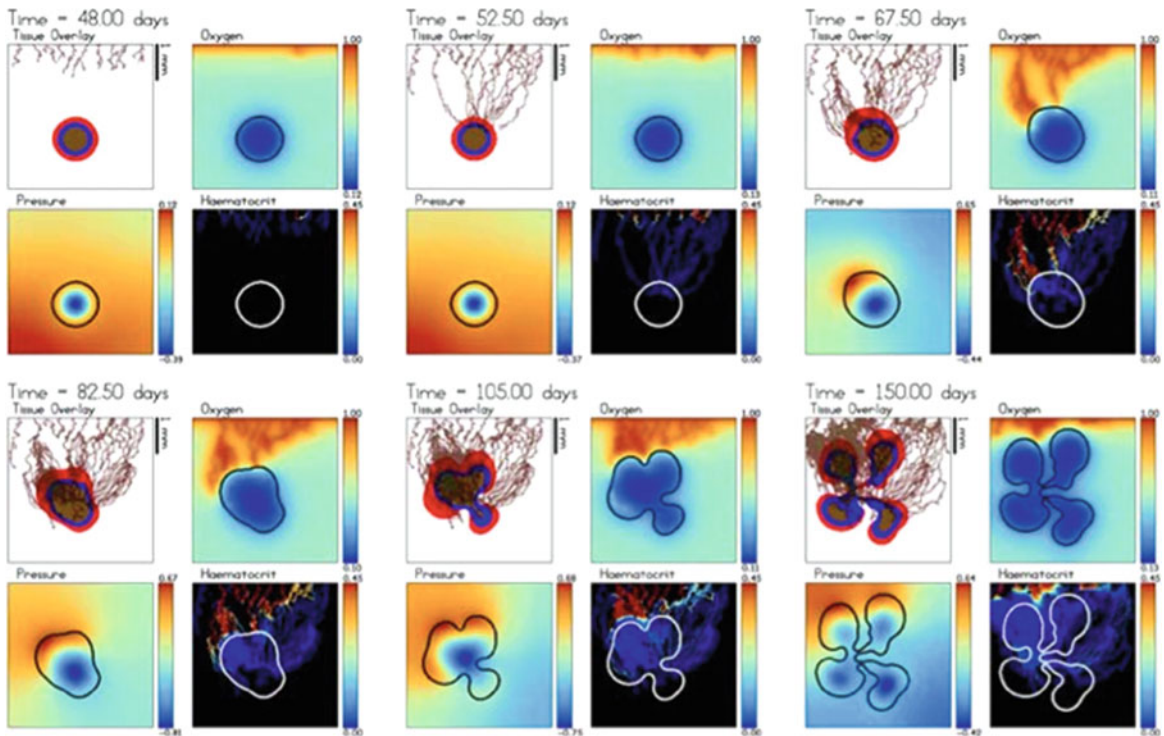 Time = 48.00 days
Tissue Overlay
Oxygen
1.00
0.12
Pressure
0.12
-0.39
Haematocrit
0.45
0.00
Time = 52.50 days
Tissue Overlay
Oxygen
1.00
0.13
Pressure
0.12
-0.37
Haematocrit
0.45
0.00
Time = 67.50 days
Tissue Overlay
Oxygen
1.00
0.11
Pressure
0.65
-0.44
Haematocrit
0.45
0.00
Time = 82.50 days
Tissue Overlay
Oxygen
1.00
0.10
Pressure
0.67
-0.81
Haematocrit
0.45
0.00
Time = 105.00 days
Tissue Overlay
Oxygen
1.00
0.11
Pressure
0.68
-0.75
Haematocrit
0.45
0.00
Time = 150.00 days
Tissue Overlay
Oxygen
1.00
0.13
Pressure
0.64
-0.42
Haematocrit
0.45
0.00